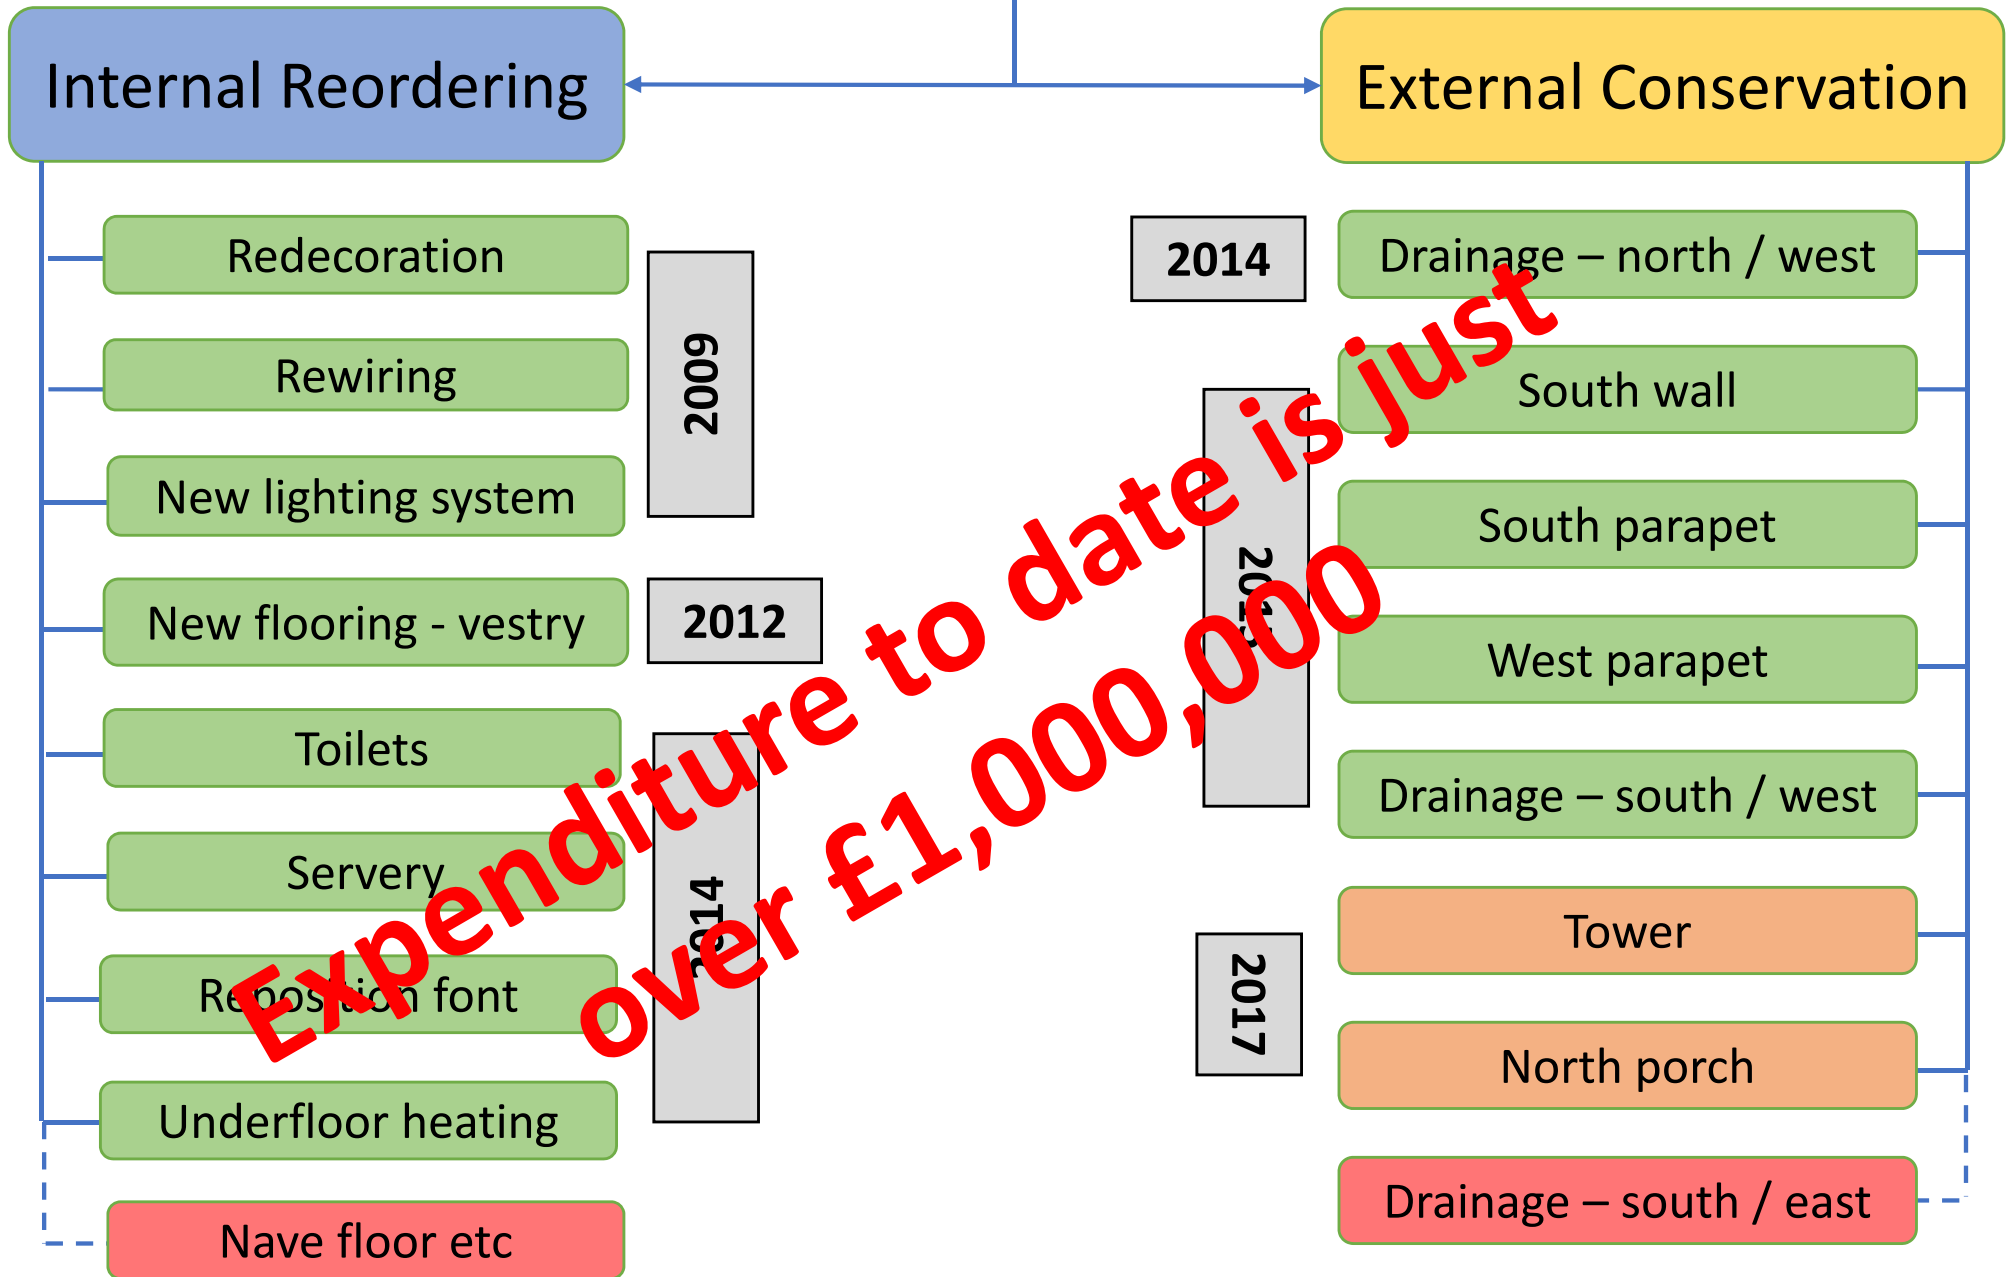 Internal Reordering
External Conservation
Redecoration
Rewiring
New lighting system
New flooring - vestry
Toilets
Servery
Reposition font
Underfloor heating
Nave floor etc
2009
2012
2014
2014
2017
Drainage – north / west
South wall
South parapet
West parapet
Drainage – south / west
Tower
North porch
Drainage – south / east
Expenditure to date is just
over £1,000,000